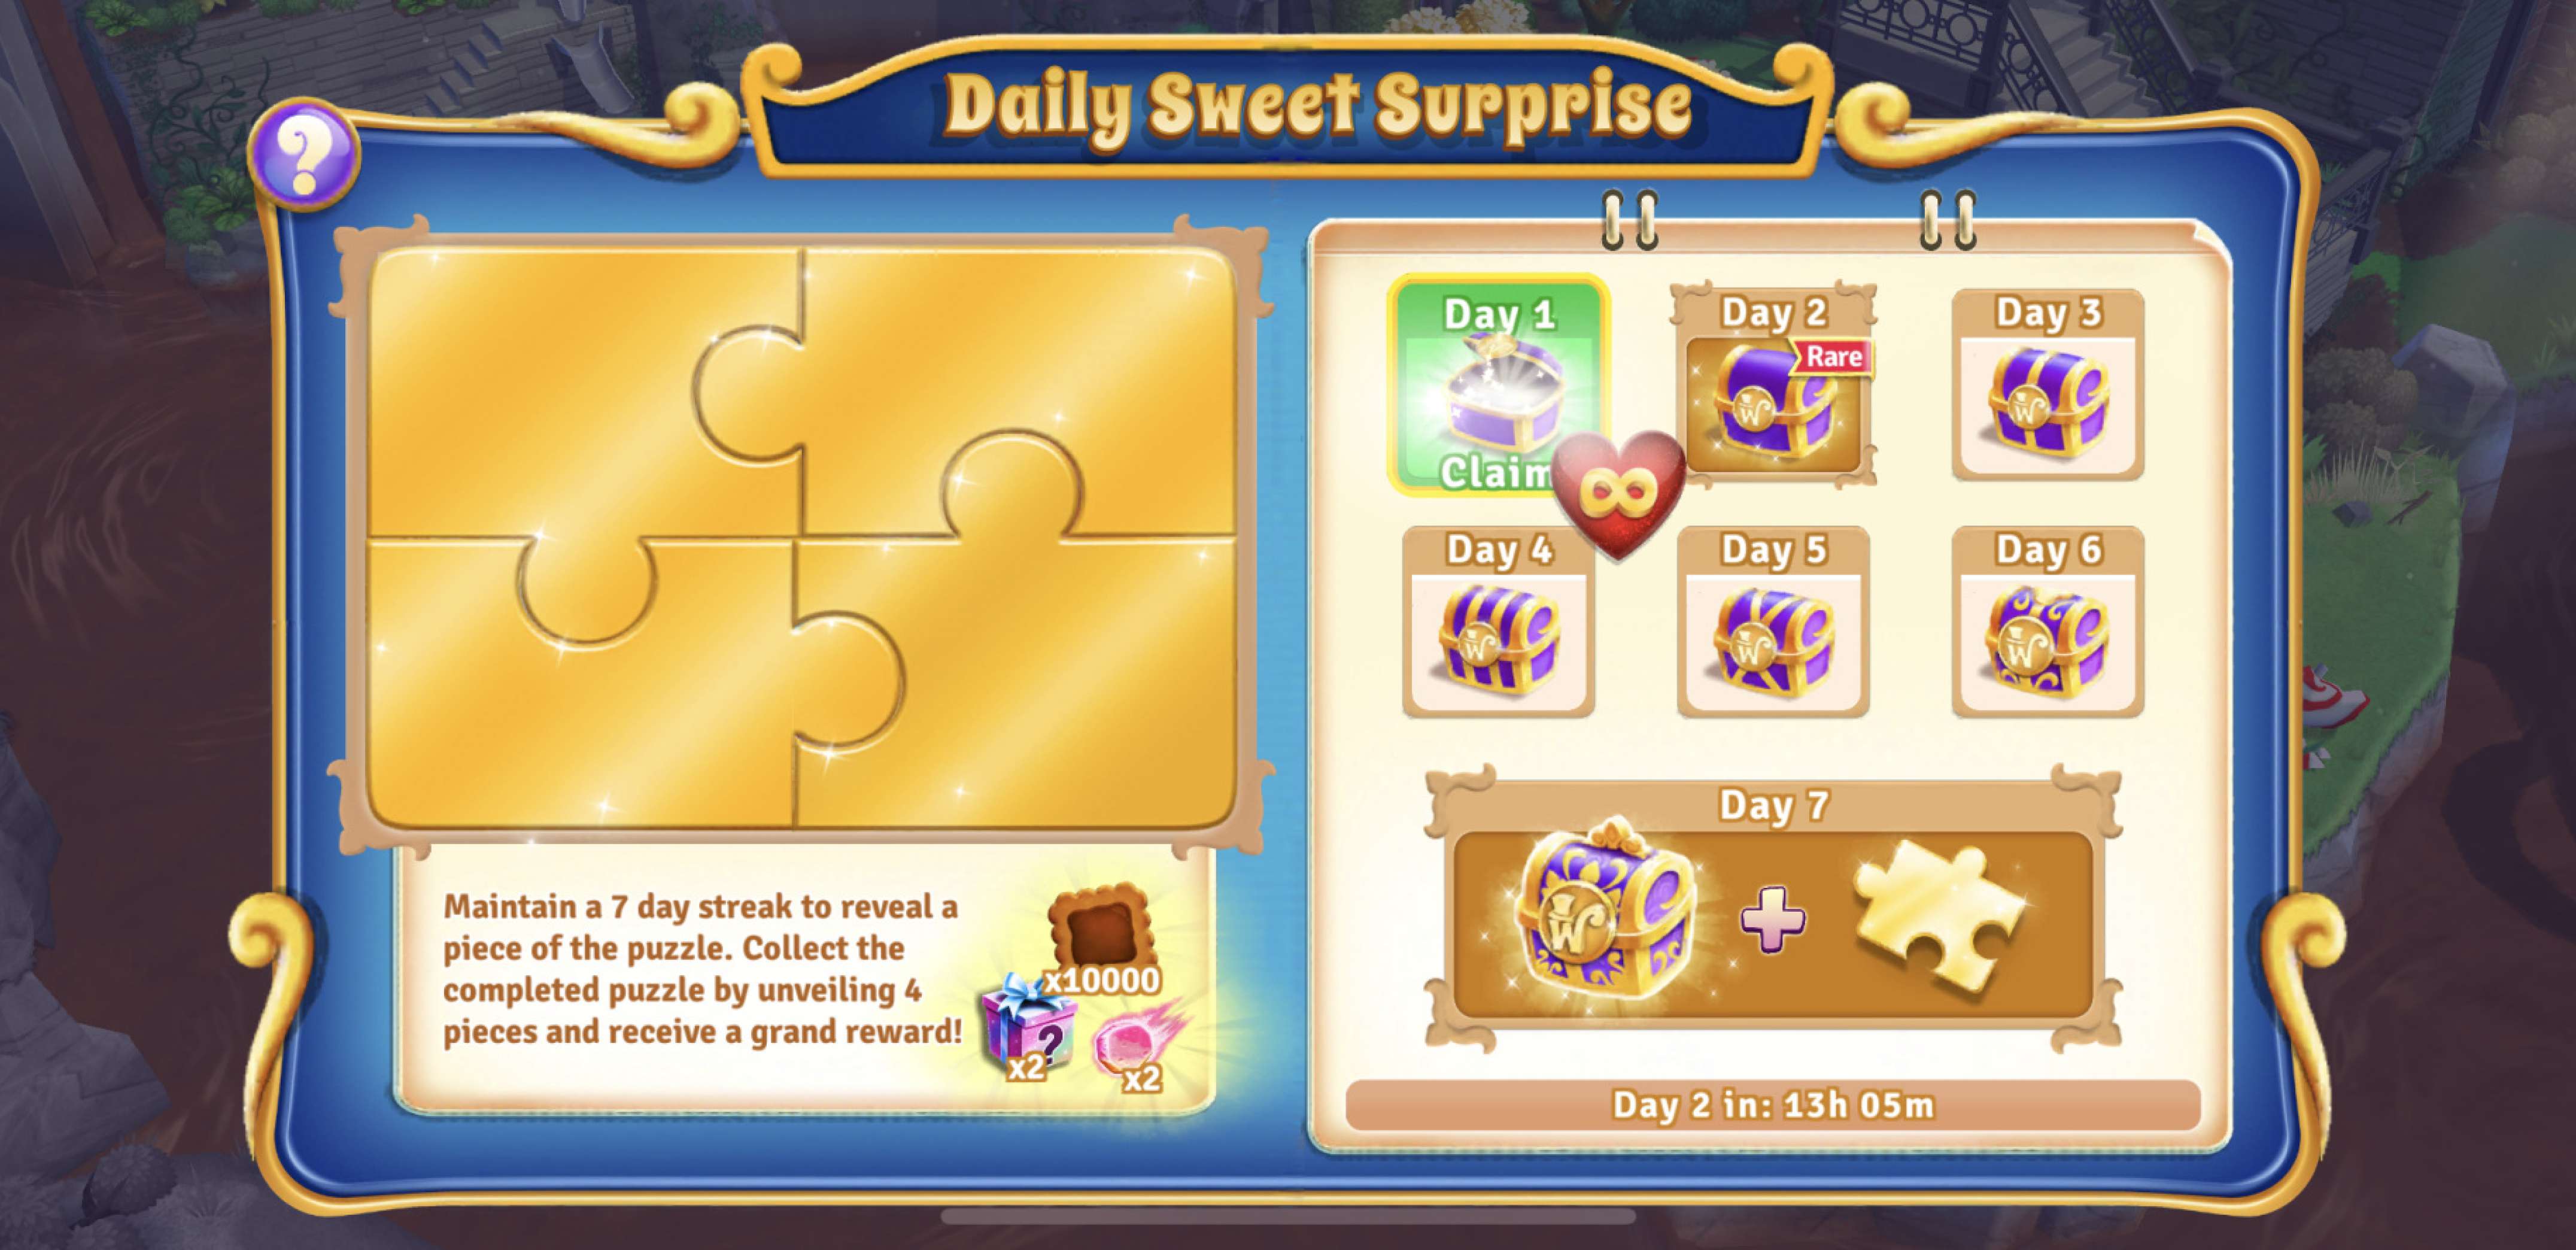 Daily Sweet Surprise
?
Day 1
Claim
Day 2
Rare
W
Day 3
W
Day 4
W
Day 5
W
Day 6
W
Day 7
W
Maintain a 7 day streak to reveal a
piece of the puzzle. Collect the
completed puzzle by unveiling 4
pieces and receive a grand reward!
x10000
?
x2
x2
Day 2 in: 13h 05m